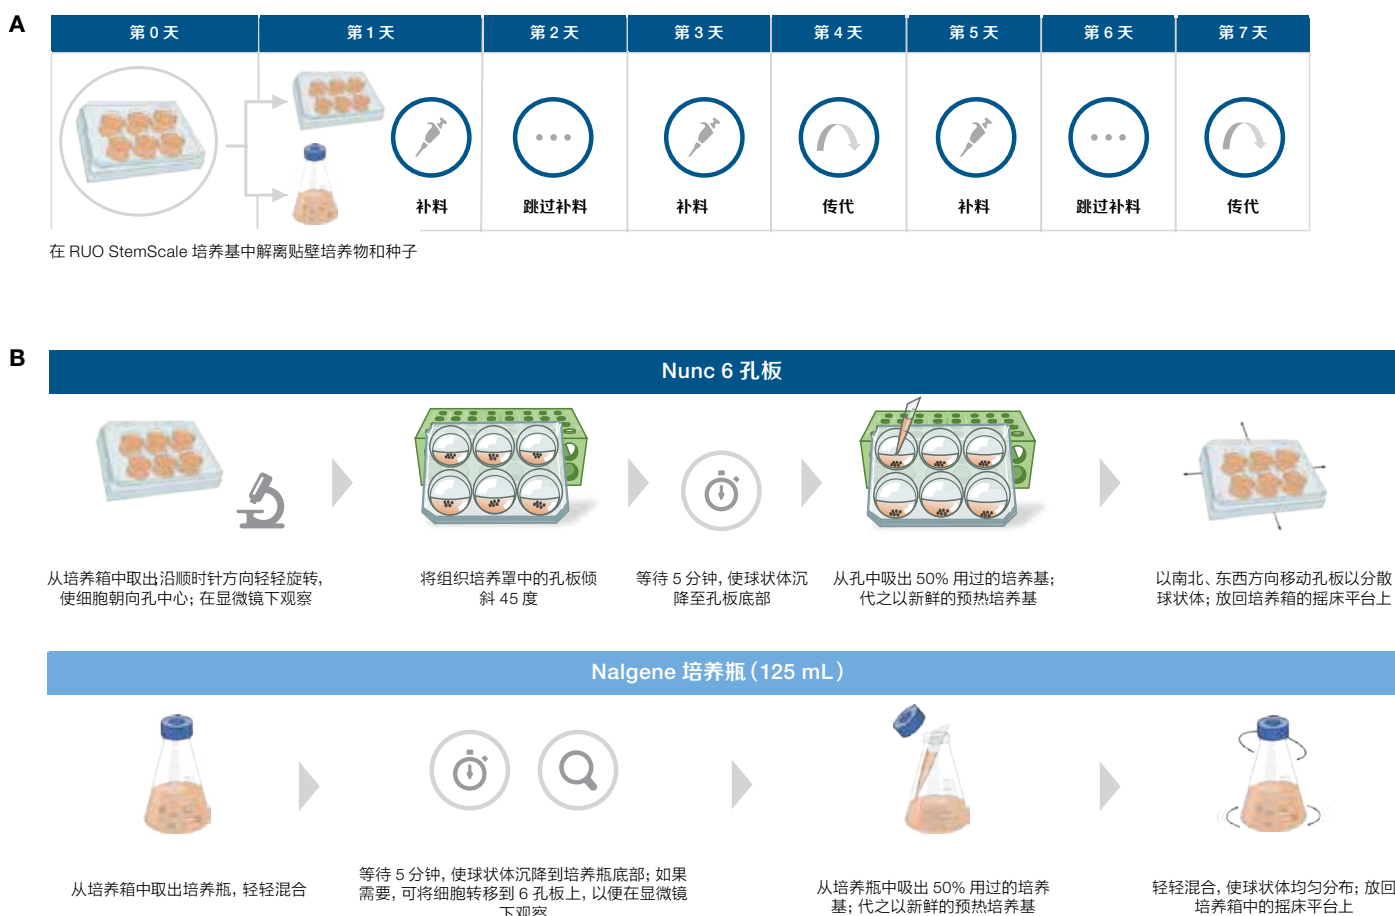 A
第 0 天
第 1 天
第 2 天
第 3 天
第 4 天
第 5 天
第 6 天
第 7 天
补料
跳过补料
补料
传代
补料
跳过补料
传代
在 RUO StemScale 培养基中解离贴壁培养物和种子
B
Nunc 6 孔板
从培养箱中取出;沿顺时针方向轻轻旋转,
使细胞朝向孔中心; 在显微镜下观察
将组织培养罩中的孔板倾
斜 45 度
等待 5 分钟, 使球状体沉
降至孔板底部
从孔中吸出 50% 用过的培养基;
代之以新鲜的预热培养基
以南北、东西方向移动孔板以分散
球状体; 放回培养箱的摇床平台上
Nalgene 培养瓶 (125 mL)
从培养箱中取出培养瓶, 轻轻混合
等待 5 分钟, 使球状体沉降到培养瓶底部; 如果
需要, 可将细胞转移到 6 孔板上, 以便在显微镜
下观察
从培养瓶中吸出 50% 用过的培养
基; 代之以新鲜的预热培养基
轻轻混合, 使球状体均匀分布; 放回
培养箱中的摇床平台上